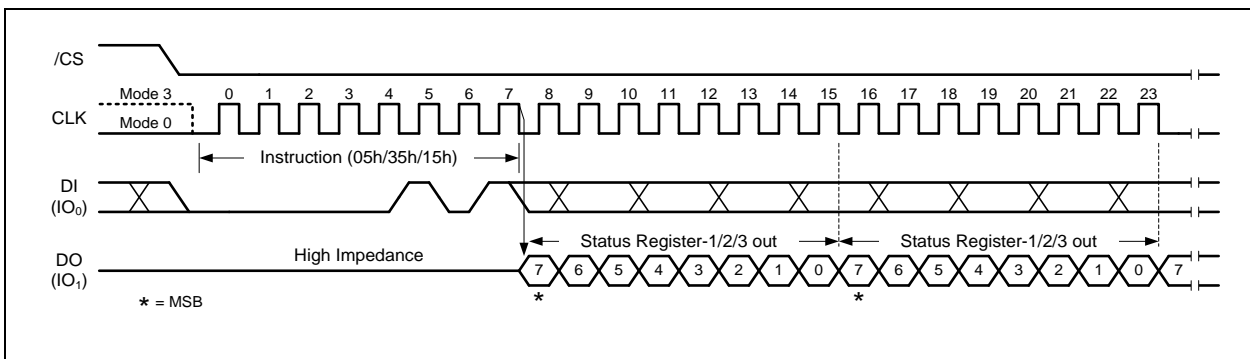 /CS
Mode 3
0 1 2 3 4 5 6 7 8 9 10 11 12 13 14 15 16 17 18 19 20 21 22 23
CLK
Mode 0
Instruction (05h/35h/15h)
DI
(IO₀)
Status Register-1/2/3 out Status Register-1/2/3 out
High Impedance
DO
(IO₁)
7 6 5 4 3 2 1 0 7 6 5 4 3 2 1 0 7
* *
* = MSB